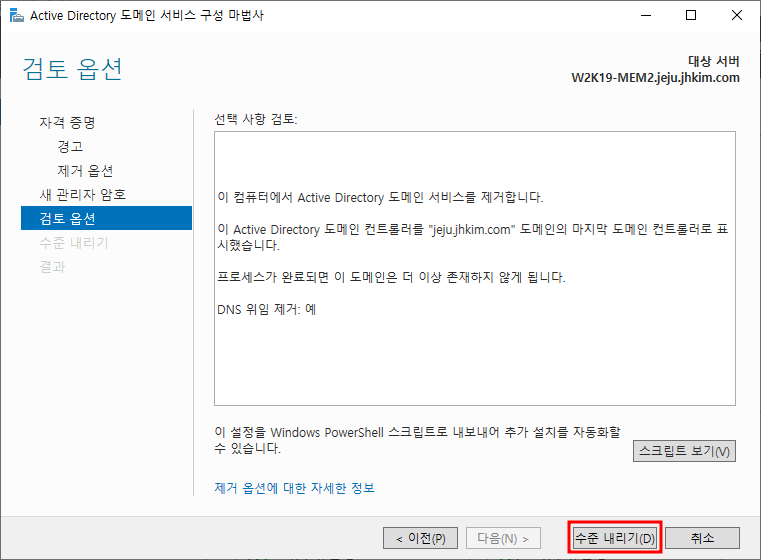 Active Directory 도메인 서비스 구성 마법사
검토 옵션
대상 서버
W2K19-MEM2.jeju.jhkim.com
자격 증명
경고
제거 옵션
새 관리자 암호
검토 옵션
수준 내리기
결과
선택 사항 검토:
이 컴퓨터에서 Active Directory 도메인 서비스를 제거합니다.
이 Active Directory 도메인 컨트롤러를 "jeju.jhkim.com" 도메인의 마지막 도메인 컨트롤러로 표
시했습니다.
프로세스가 완료되면 이 도메인은 더 이상 존재하지 않게 됩니다.
DNS 위임 제거: 예
이 설정을 Windows PowerShell 스크립트로 내보내어 추가 설치를 자동화할
수 있습니다.
스크립트 보기(V)
제거 옵션에 대한 자세한 정보
< 이전(P)
다음(N) >
수준 내리기(D)
취소